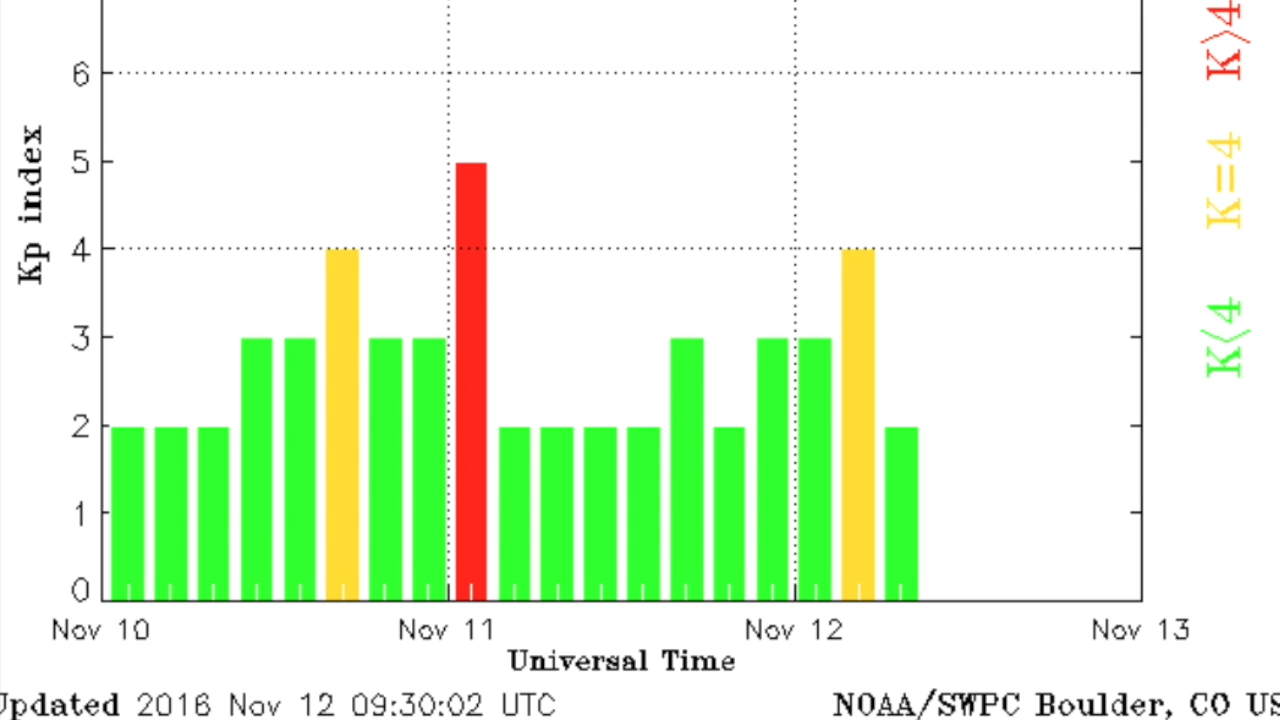 6
5
4
3
2
1
0
Kp index
K>4
K=4
K<4
Nov 10 Nov 11 Nov 12 Nov 13
Universal Time
Updated 2016 Nov 12 09:30:02 UTC
NOAA/SWPC Boulder, CO US